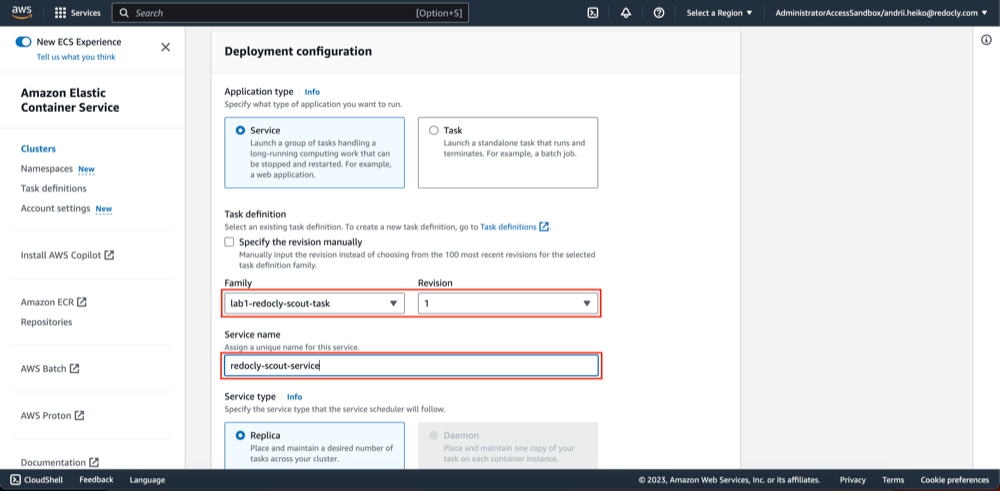 aws
Services
Search
[Option+S]
Select a Region
AdministratorAccessSandbox/andrii.heiko@redocly.com
New ECS Experience
Tell us what you think
Amazon Elastic
Container Service
Clusters
Namespaces New
Task definitions
Account settings New
Install AWS Copilot
Amazon ECR
Repositories
AWS Batch
AWS Proton
Documentation
Deployment configuration
Application type Info
Specify what type of application you want to run.
Service
Launch a group of tasks handling a
long-running computing work that can
be stopped and restarted. For example,
a web application.
Task
Launch a standalone task that runs and
terminates. For example, a batch job.
Task definition
Select an existing task definition. To create a new task definition, go to Task definitions.
Specify the revision manually
Manually input the revision instead of choosing from the 100 most recent revisions for the selected
task definition family.
Family
Revision
lab1-redocly-scout-task
1
Service name
Assign a unique name for this service.
redocly-scout-service
Service type Info
Specify the service type that the service scheduler will follow.
Replica
Place and maintain a desired number of
tasks across your cluster.
Daemon
Place and maintain one copy of your
task on each container instance.
CloudShell
Feedback
Language
© 2023, Amazon Web Services, Inc. or its affiliates.
Privacy
Terms
Cookie preferences